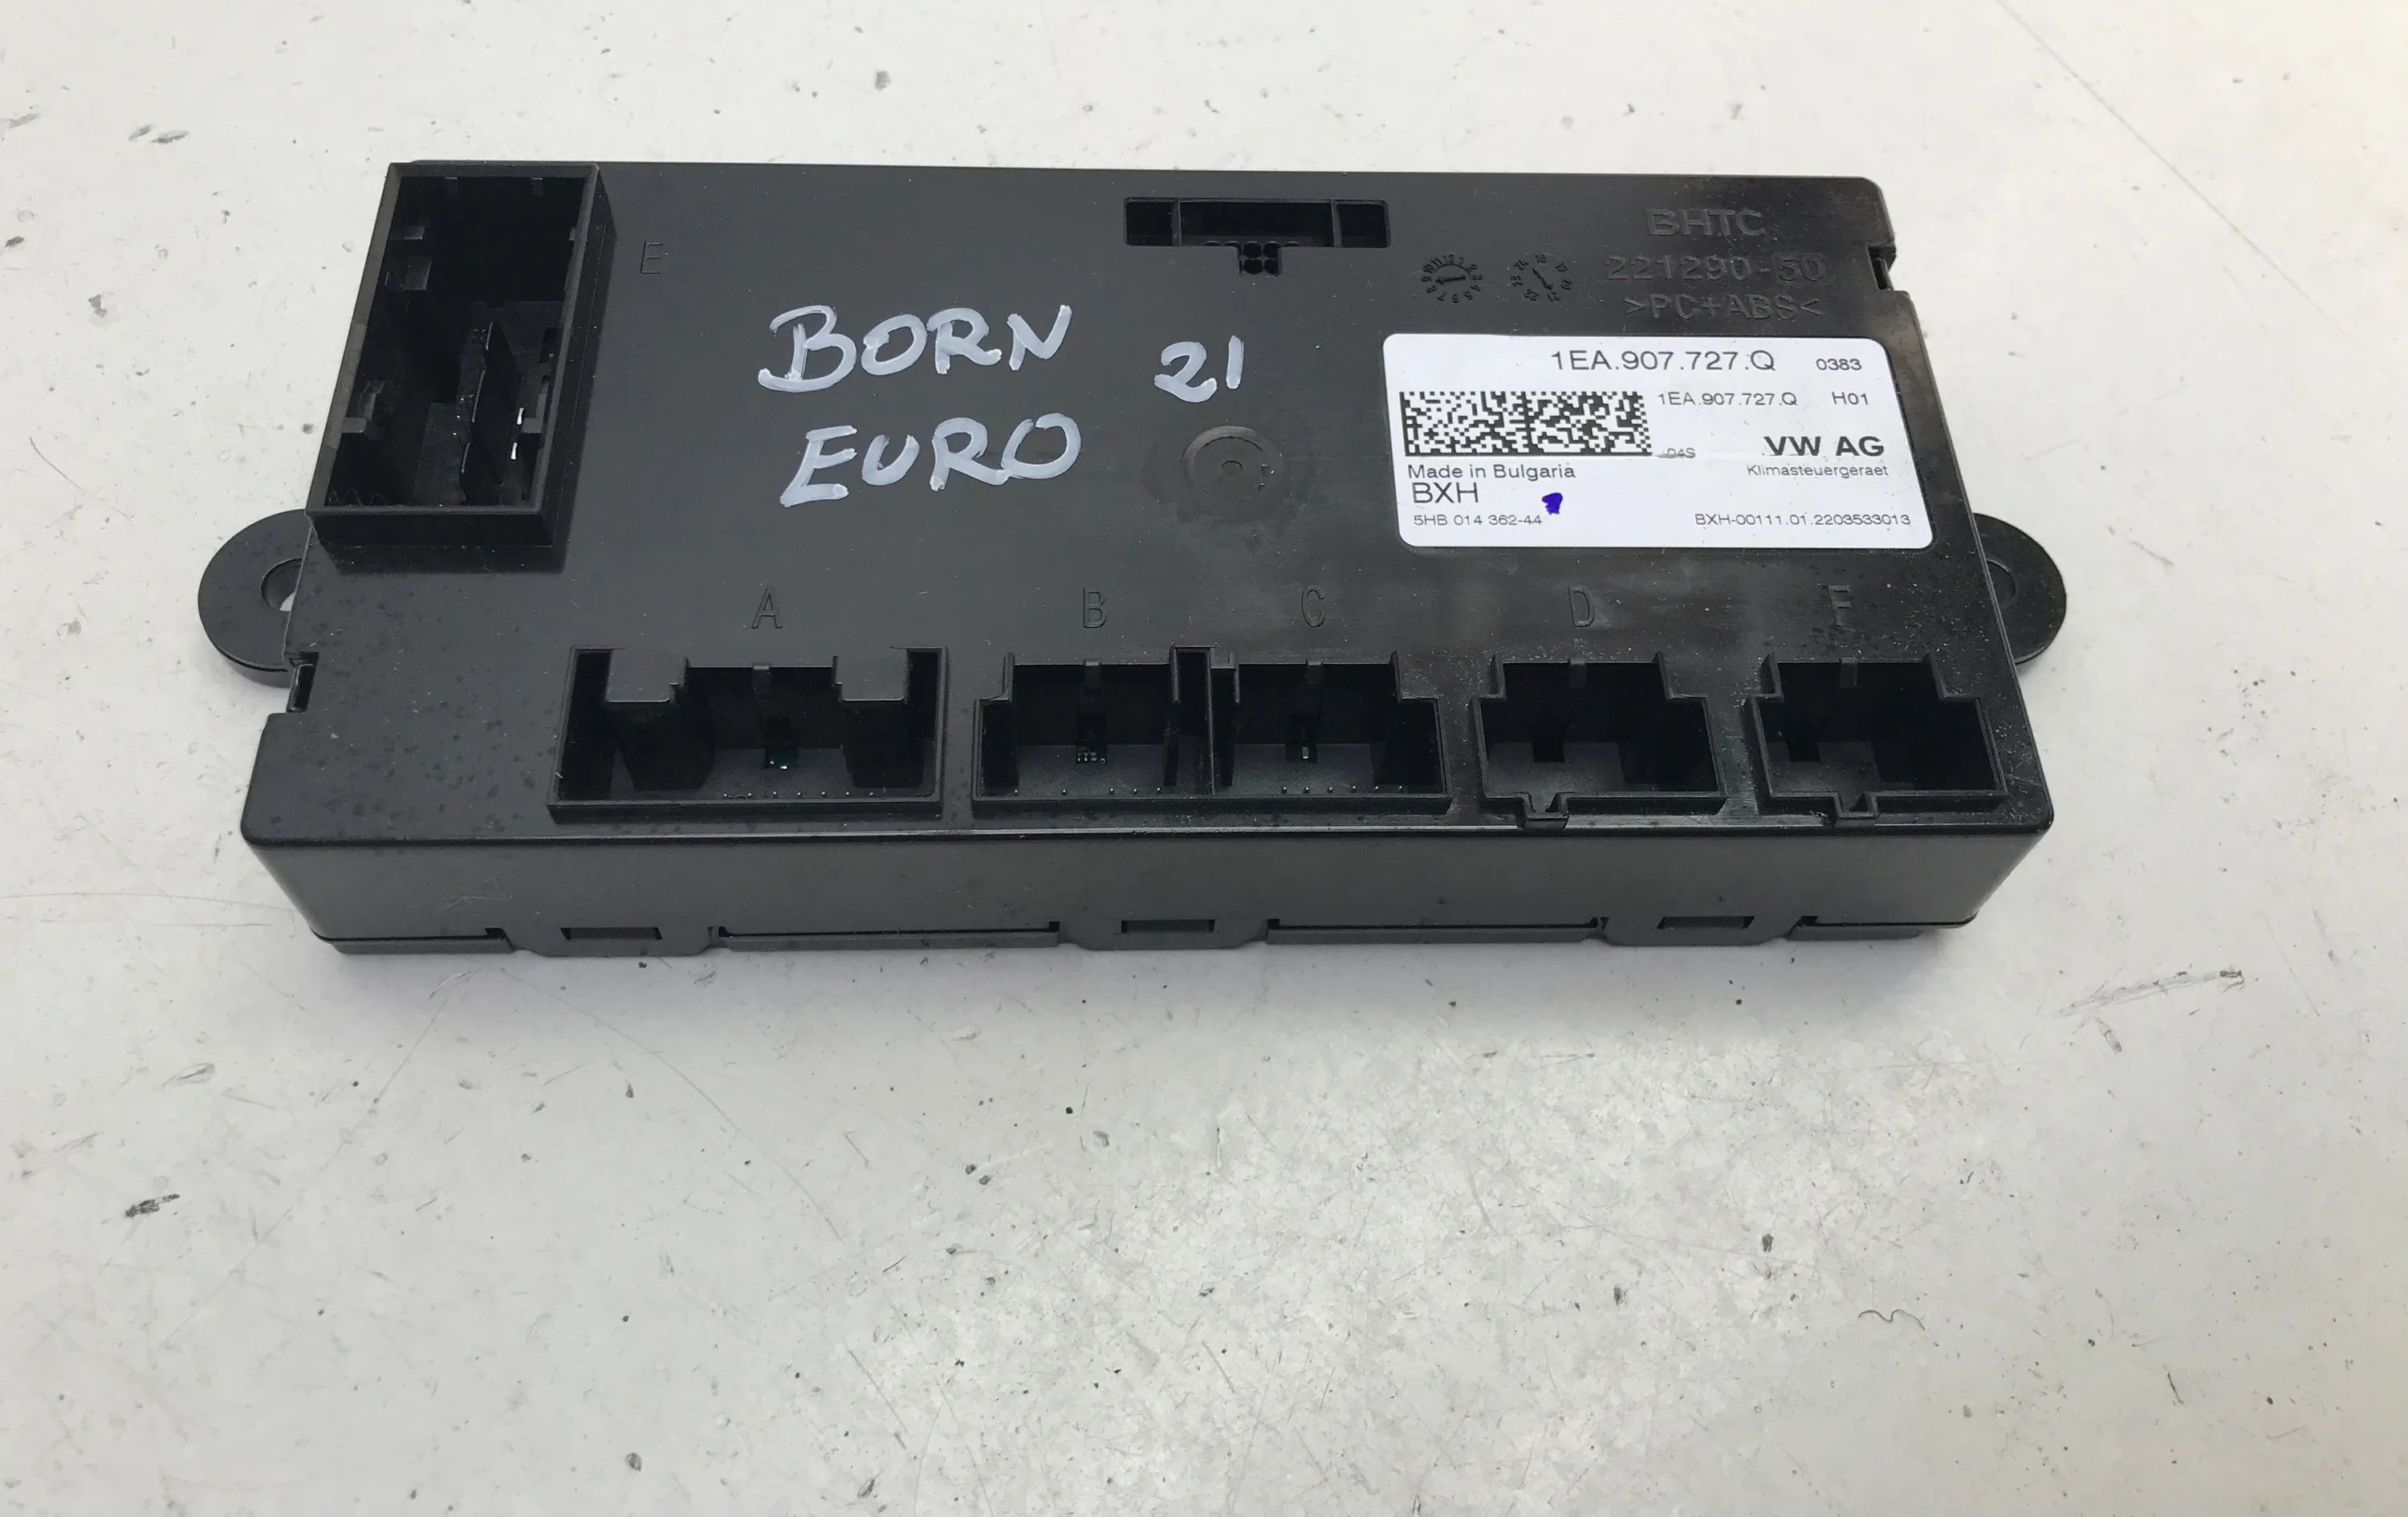 E
BHTC
221290-50
>PC+ABS<
BORN 21
EURO
1EA.907.727.Q 0383
1EA.907.727.Q H01
04S VW AG
Made in Bulgaria Klimasteuergeraet
BXH
5HB 014 362-44 BXH-00111.01.2203533013
A B C D F